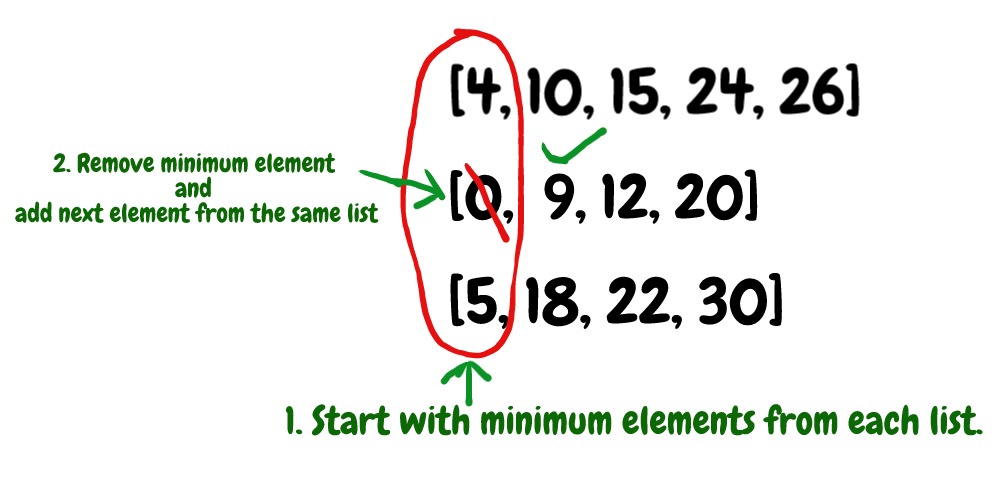 [4, 10, 15, 24, 26]
2. Remove minimum element
and
add next element from the same list
[0, 9, 12, 20]
[5, 18, 22, 30]
1. Start with minimum elements from each list.